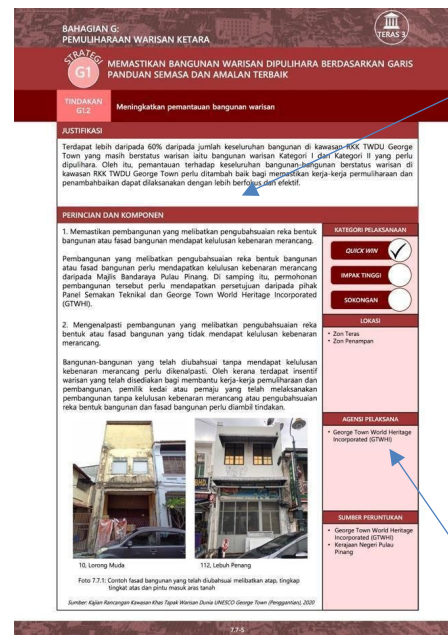 BAHAGIAN G:
PEMULIHARAAN WARISAN KETARA
TERAS 3
STRATEGI
G1
MEMASTIKAN BANGUNAN WARISAN DIPULIHARA BERDASARKAN GARIS
PANDUAN SEMASA DAN AMALAN TERBAIK
TINDAKAN
G1.2
Meningkatkan pemantauan bangunan warisan
JUSTIFIKASI
Terdapat lebih daripada 60% daripada jumlah keseluruhan bangunan di kawasan RKK TWDU George
Town yang masih berstatus warisan iaitu bangunan warisan Kategori I dan Kategori II yang perlu
dipulihara. Oleh itu, pemantauan terhadap keseluruhan bangunan-bangunan berstatus warisan di
kawasan RKK TWDU George Town perlu ditambah baik bagi memastikan kerja-kerja permuliharaan dan
penambahbaikan dapat dilaksanakan dengan lebih berfokus dan efektif.
PERINCIAN DAN KOMPONEN
1. Memastikan pembangunan yang melibatkan pengubahsuaian reka bentuk
bangunan atau fasad bangunan mendapat kelulusan kebenaran merancang.
Pembangunan yang melibatkan pengubahsuaian reka bentuk bangunan
atau fasad bangunan perlu mendapatkan kelulusan kebenaran merancang
daripada Majlis Bandaraya Pulau Pinang. Di samping itu, permohonan
pembangunan tersebut perlu mendapatkan persetujuan daripada pihak
Panel Semakan Teknikal dan George Town World Heritage Incorporated
(GTWHI).
2. Mengenalpasti pembangunan yang melibatkan pengubahsuaian reka
bentuk atau fasad bangunan yang tidak mendapat kelulusan kebenaran
merancang.
Bangunan-bangunan yang telah diubahsuai tanpa mendapat kelulusan
kebenaran merancang perlu dikenalpasti. Oleh kerana terdapat insentif
warisan yang telah disediakan bagi membantu kerja-kerja pemuliharaan dan
pembangunan, pemilik kedai atau pemaju yang telah melaksanakan
pembangunan tanpa kelulusan kebenaran merancang atau pengubahsuaian
reka bentuk bangunan dan fasad bangunan perlu diambil tindakan.
10, Lorong Muda
112, Lebuh Penang
Foto 7.7.1: Contoh fasad bangunan yang telah diubahsuai melibatkan atap, tingkap
tingkat atas dan pintu masuk aras tanah
Sumber: Kajian Rancangan Kawasan Khas Tapak Warisan Dunia UNESCO George Town (Penggantian), 2020
KATEGORI PELAKSANAAN
QUICK WIN
IMPAK TINGGI
SOKONGAN
LOKASI
• Zon Teras
• Zon Penampan
AGENSI PELAKSANA
• George Town World Heritage
Incorporated (GTWHI)
SUMBER PERUNTUKAN
• George Town World Heritage
Incorporated (GTWHI)
• Kerajaan Negeri Pulau
Pinang
7.7-5